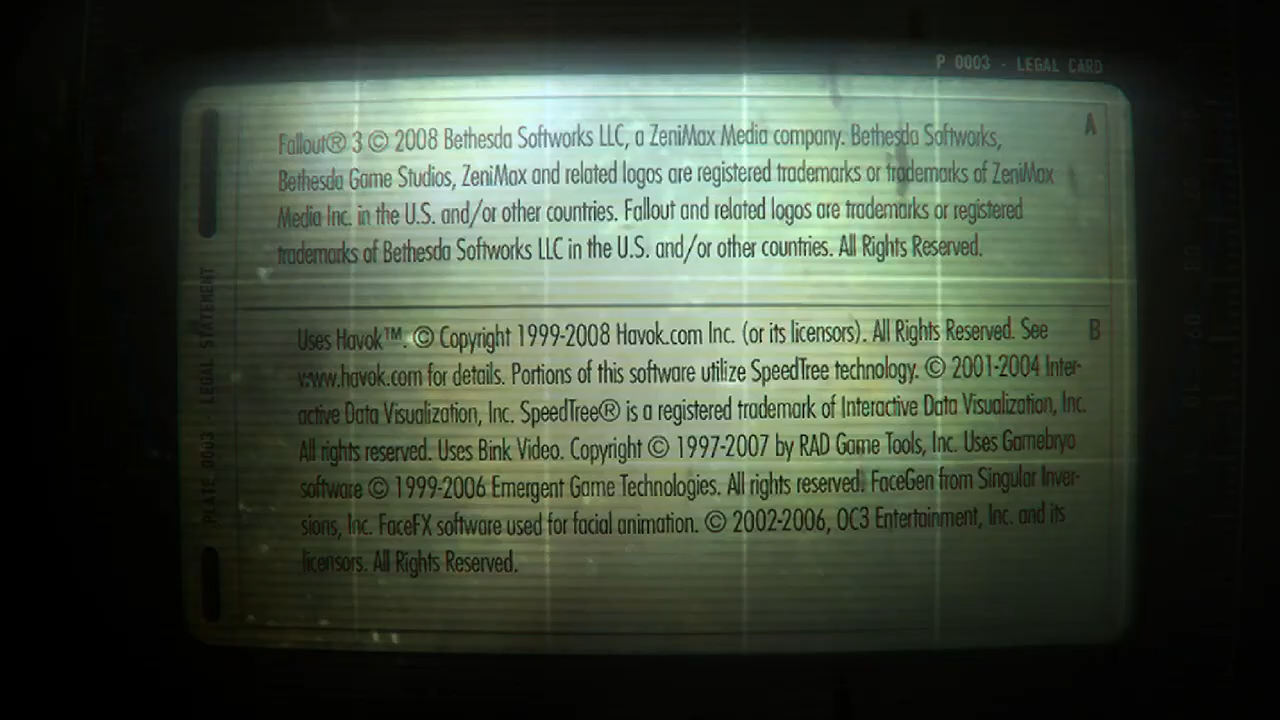 P 0003 - LEGAL CARD
A
Fallout® 3 © 2008 Bethesda Softworks LLC, a ZeniMax Media company. Bethesda Softworks,
Bethesda Game Studios, ZeniMax and related logos are registered trademarks or trademarks of ZeniMax
Media Inc. in the U.S. and/or other countries. Fallout and related logos are trademarks or registered
trademarks of Bethesda Softworks LLC in the U.S. and/or other countries. All Rights Reserved.
B
Uses Havok™. © Copyright 1999-2008 Havok.com Inc. (or its licensors). All Rights Reserved. See
www.havok.com for details. Portions of this software utilize SpeedTree technology. © 2001-2004 Inter-
active Data Visualization, Inc. SpeedTree® is a registered trademark of Interactive Data Visualization, Inc.
All rights reserved. Uses Bink Video. Copyright © 1997-2007 by RAD Game Tools, Inc. Uses Gamebryo
software © 1999-2006 Emergent Game Technologies. All rights reserved. FaceGen from Singular Inver-
sions, Inc. FaceFX software used for facial animation. © 2002-2006, OC3 Entertainment, Inc. and its
licensors. All Rights Reserved.
PLATE 0003 - LEGAL STATEMENT